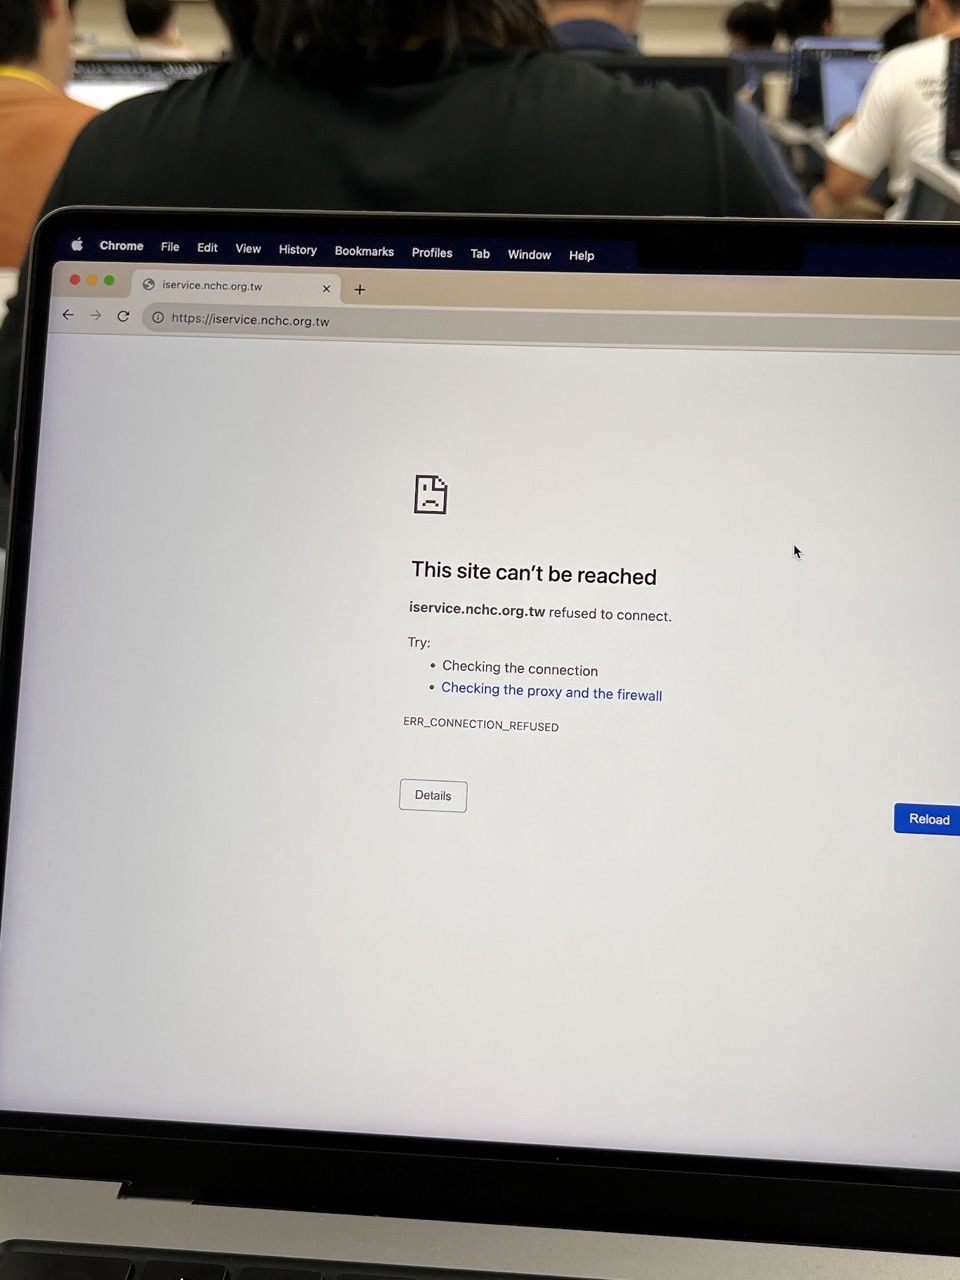 Chrome File Edit View History Bookmarks Profiles Tab Window Help
iservice.nchc.org.tw
https://iservice.nchc.org.tw
This site can't be reached
iservice.nchc.org.tw refused to connect.
Try:
• Checking the connection
• Checking the proxy and the firewall
ERR_CONNECTION_REFUSED
Details
Reload